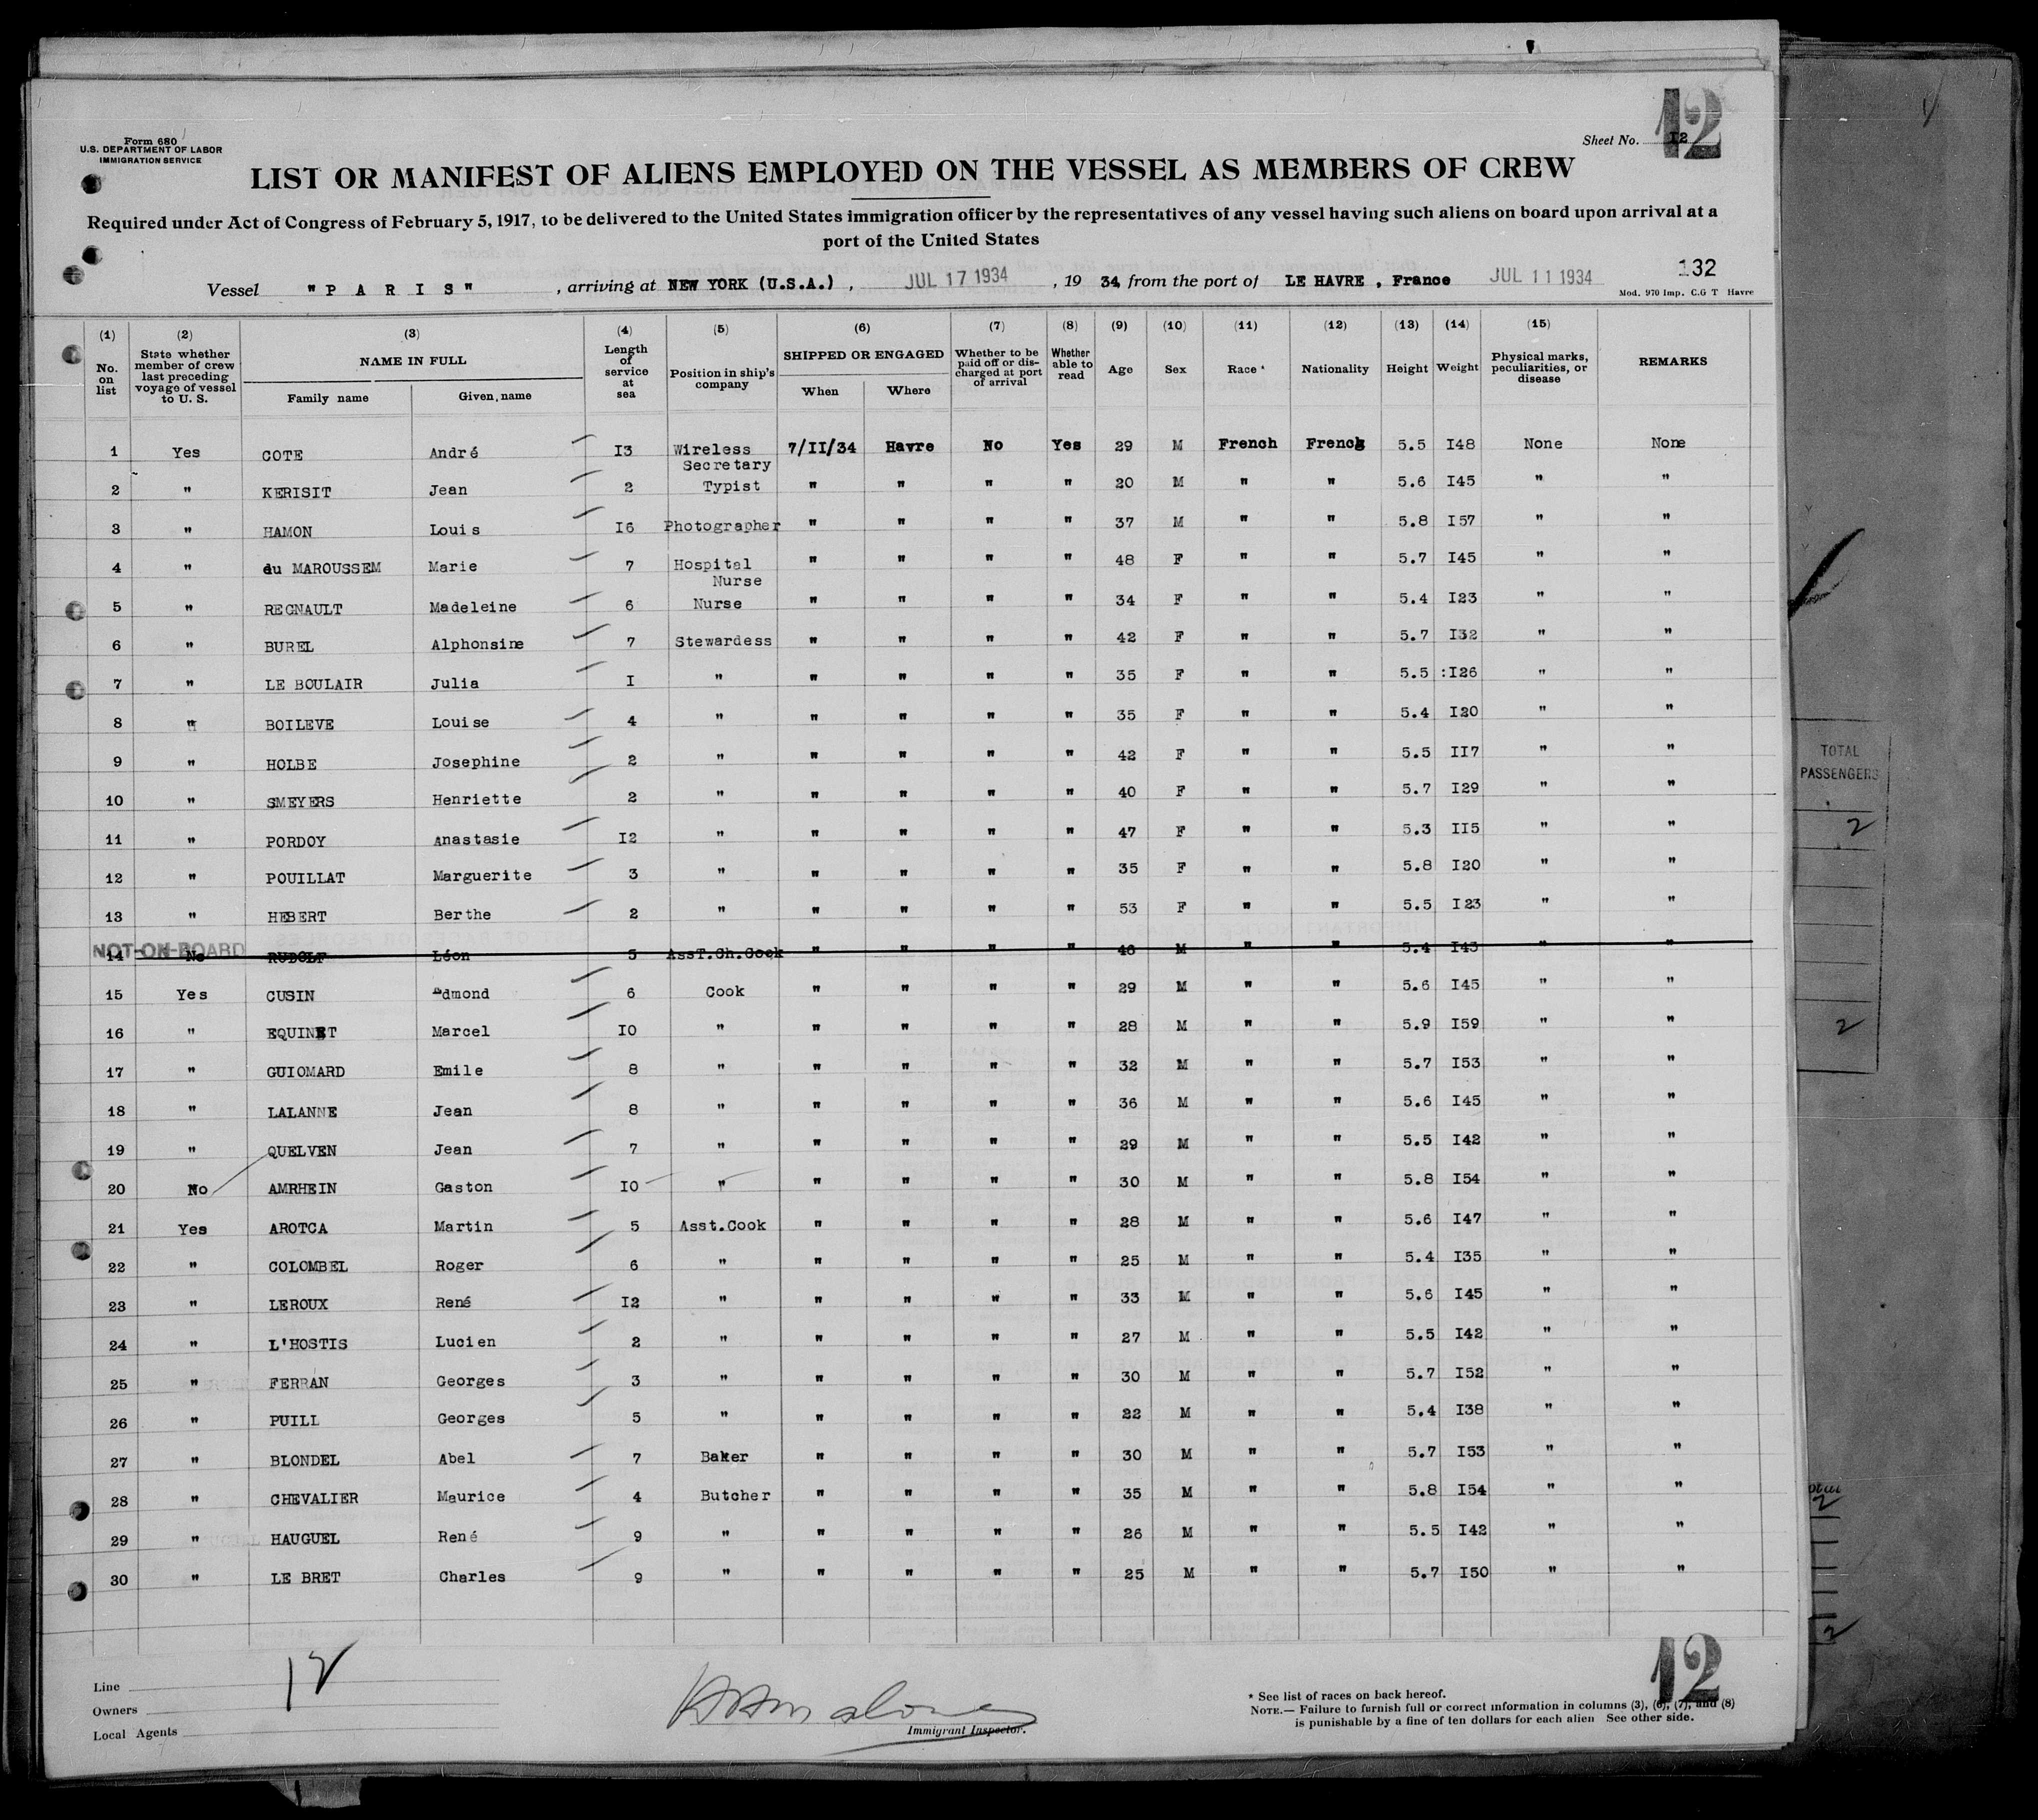 12
Form 680
U.S. DEPARTMENT OF LABOR
IMMIGRATION SERVICE
Sheet No. I2
LIST OR MANIFEST OF ALIENS EMPLOYED ON THE VESSEL AS MEMBERS OF CREW
Required under Act of Congress of February 5, 1917, to be delivered to the United States immigration officer by the representatives of any vessel having such aliens on board upon arrival at a
port of the United States
132
Vessel "P A R I S" , arriving at NEW YORK (U.S.A.) , JUL 17 1934 , 19 34, from the port of LE HAVRE , France JUL 11 1934
Mod. 970 Imp. C.G T Havre
(1) (2) (3) (4) (5) (6) (7) (8) (9) (10) (11) (12) (13) (14) (15)
No. on list State whether member of crew last preceding voyage of vessel to U. S. NAME IN FULL Family name Given name Length of service at sea Position in ship's company SHIPPED OR ENGAGED When Where Whether to be paid off or discharged at port of arrival Whether able to read Age Sex Race * Nationality Height Weight Physical marks, peculiarities, or disease REMARKS
1 Yes COTE André I3 Wireless 7/II/34 Havre No Yes 29 M French French 5.5 I48 None None
2 " KERISIT Jean 2 Secretary Typist " " " " 20 M " " 5.6 I45 " "
3 " HAMON Louis I6 Photographer " " " " 37 M " " 5.8 I57 " "
4 " du MAROUSSEM Marie 7 Hospital Nurse " " " " 48 F " " 5.7 I45 " "
5 " REGNAULT Madeleine 6 Nurse " " " " 34 F " " 5.4 I23 " "
6 " BUREL Alphonsine 7 Stewardess " " " " 42 F " " 5.7 I32 " "
7 " LE BOULAIR Julia I " " " " " 35 F " " 5.5 :I26 " "
8 " BOILEVE Louise 4 " " " " " 35 F " " 5.4 I20 " "
9 " HOLBE Josephine 2 " " " " " 42 F " " 5.5 II7 " "
10 " SMEYERS Henriette 2 " " " " " 40 F " " 5.7 I29 " "
11 " PORDOY Anastasie I2 " " " " " 47 F " " 5.3 II5 " "
12 " POUILLAT Marguerite 3 " " " " " 35 F " " 5.8 I20 " "
13 " HEBERT Berthe 2 " " " " " 53 F " " 5.5 I23 " "
NOT ON BOARD
14 No RUDOLF Léon 5 AssT.Ch.Cook " " " " 46 M " " 5.4 I43 " "
15 Yes CUSIN Edmond 6 Cook " " " " 29 M " " 5.6 I45 " "
16 " EQUINET Marcel I0 " " " " " 28 M " " 5.9 I59 " "
17 " GUIOMARD Emile 8 " " " " " 32 M " " 5.7 I53 " "
18 " LALANNE Jean 8 " " " " " 36 M " " 5.6 I45 " "
19 " QUELVEN Jean 7 " " " " " 29 M " " 5.5 I42 " "
20 No AMRHEIN Gaston I0 " " " " " 30 M " " 5.8 I54 " "
21 Yes AROTCA Martin 5 Asst.Cook " " " " 28 M " " 5.6 I47 " "
22 " COLOMBEL Roger 6 " " " " " 25 M " " 5.4 I35 " "
23 " LEROUX René I2 " " " " " 33 M " " 5.6 I45 " "
24 " L'HOSTIS Lucien 2 " " " " " 27 M " " 5.5 I42 " "
25 " FERRAN Georges 3 " " " " " 30 M " " 5.7 I52 " "
26 " PUILL Georges 5 " " " " " 22 M " " 5.4 I38 " "
27 " BLONDEL Abel 7 Baker " " " " 30 M " " 5.7 I53 " "
28 " CHEVALIER Maurice 4 Butcher " " " " 35 M " " 5.8 I54 " "
29 " HAUGUEL René 9 " " " " " 26 M " " 5.5 I42 " "
30 " LE BRET Charles 9 " " " " " 25 M " " 5.7 I50 " "
12
12
Line
Owners
Local Agents
Immigrant Inspector.
* See list of races on back hereof.
NOTE.— Failure to furnish full or correct information in columns (3), (6), (7), and (8)
is punishable by a fine of ten dollars for each alien See other side.
TOTAL
PASSENGERS
2
2
2
2